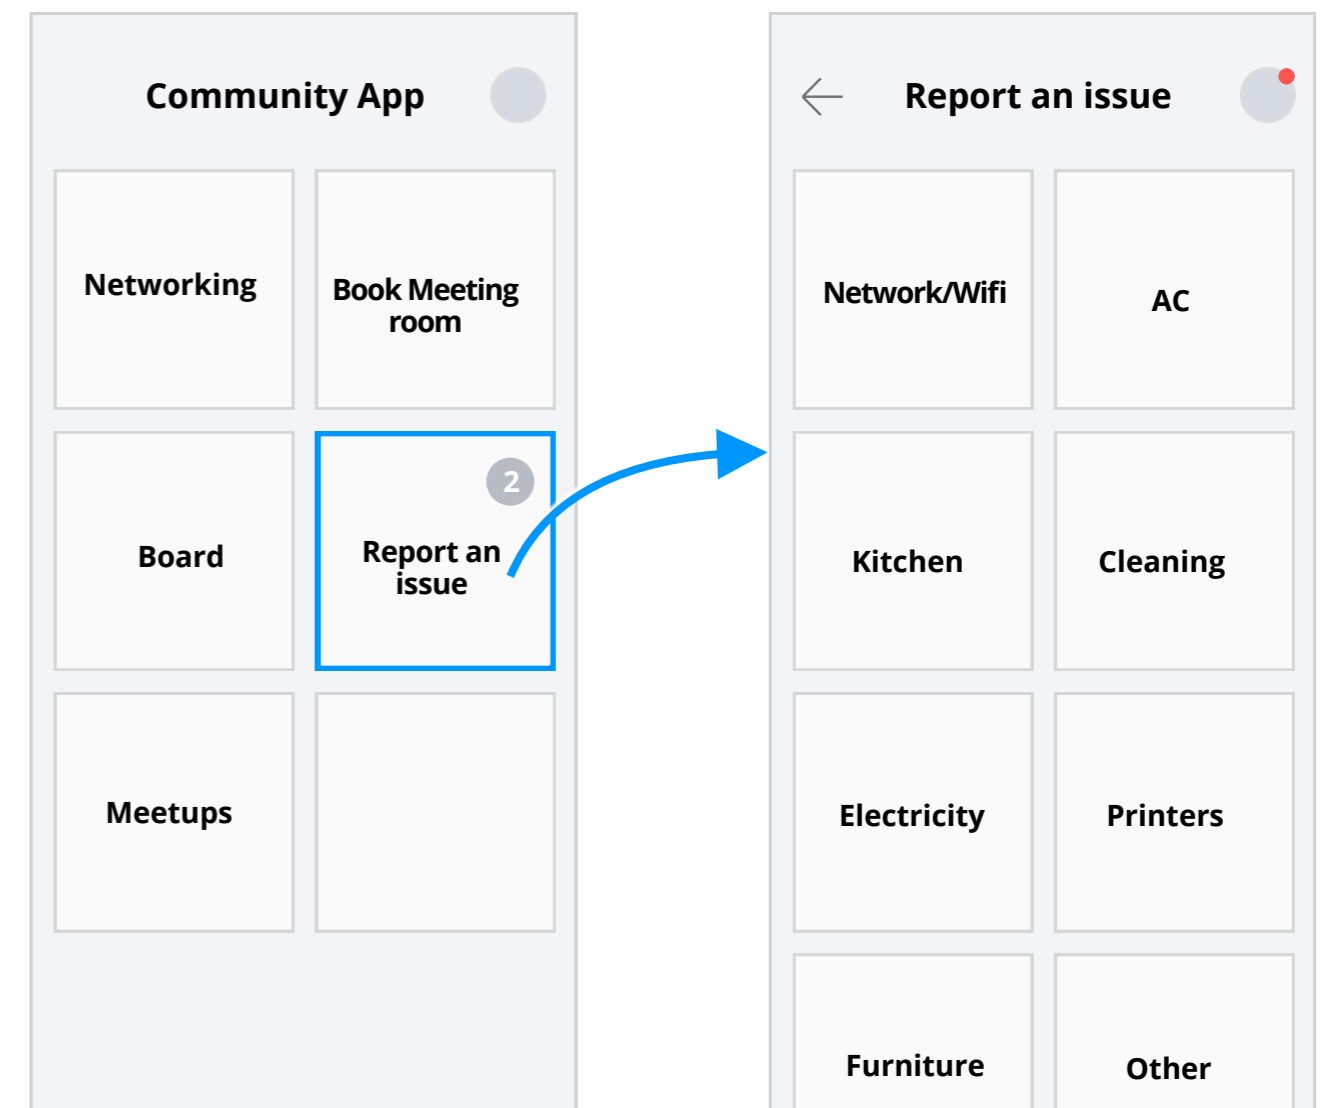 Community App
Networking
Book Meeting
room
Board
2
Report an
issue
Meetups
Report an issue
Network/Wifi
AC
Kitchen
Cleaning
Electricity
Printers
Furniture
Other